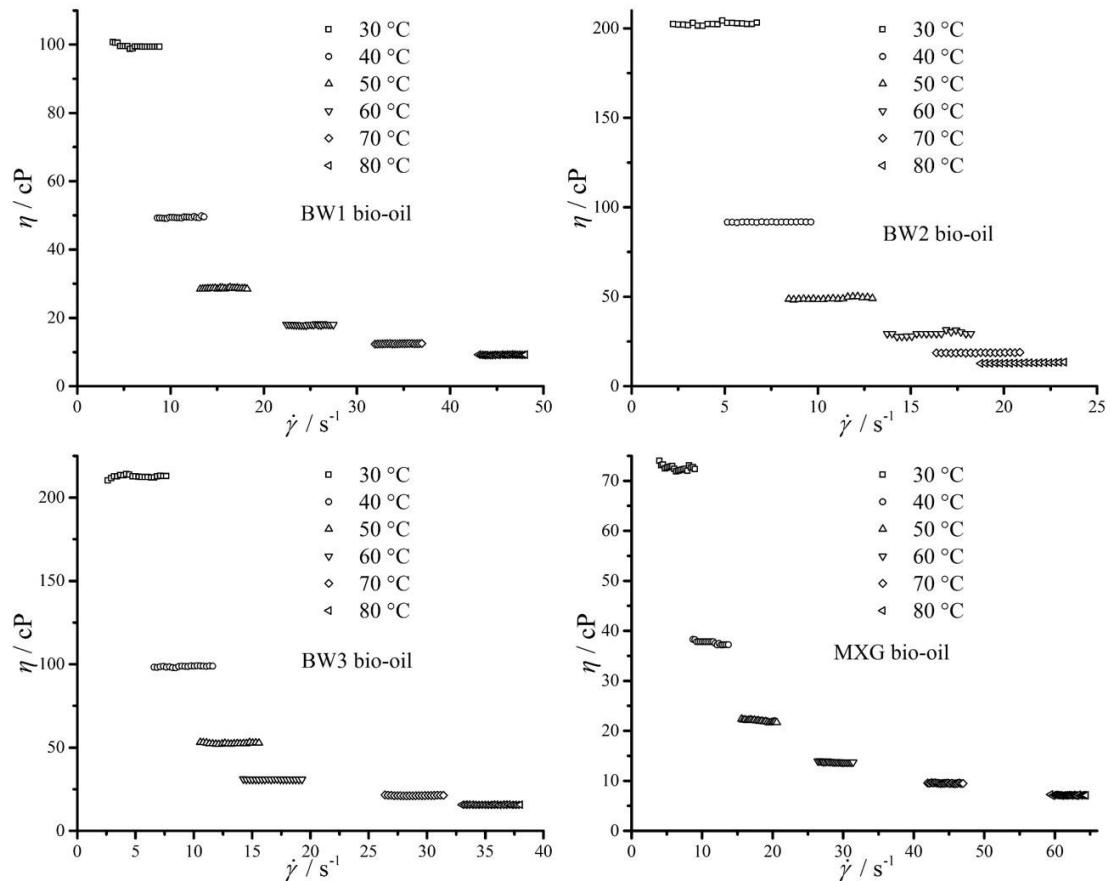 100
80
60
40
20
0
η / cP
30 °C
40 °C
50 °C
60 °C
70 °C
80 °C
BW1 bio-oil
0 10 20 30 40 50
γ̇ / s⁻¹
200
150
100
50
0
η / cP
30 °C
40 °C
50 °C
60 °C
70 °C
80 °C
BW2 bio-oil
0 5 10 15 20 25
γ̇ / s⁻¹
200
150
100
50
0
η / cP
30 °C
40 °C
50 °C
60 °C
70 °C
80 °C
BW3 bio-oil
0 5 10 15 20 25 30 35 40
γ̇ / s⁻¹
70
60
50
40
30
20
10
0
η / cP
30 °C
40 °C
50 °C
60 °C
70 °C
80 °C
MXG bio-oil
0 10 20 30 40 50 60
γ̇ / s⁻¹